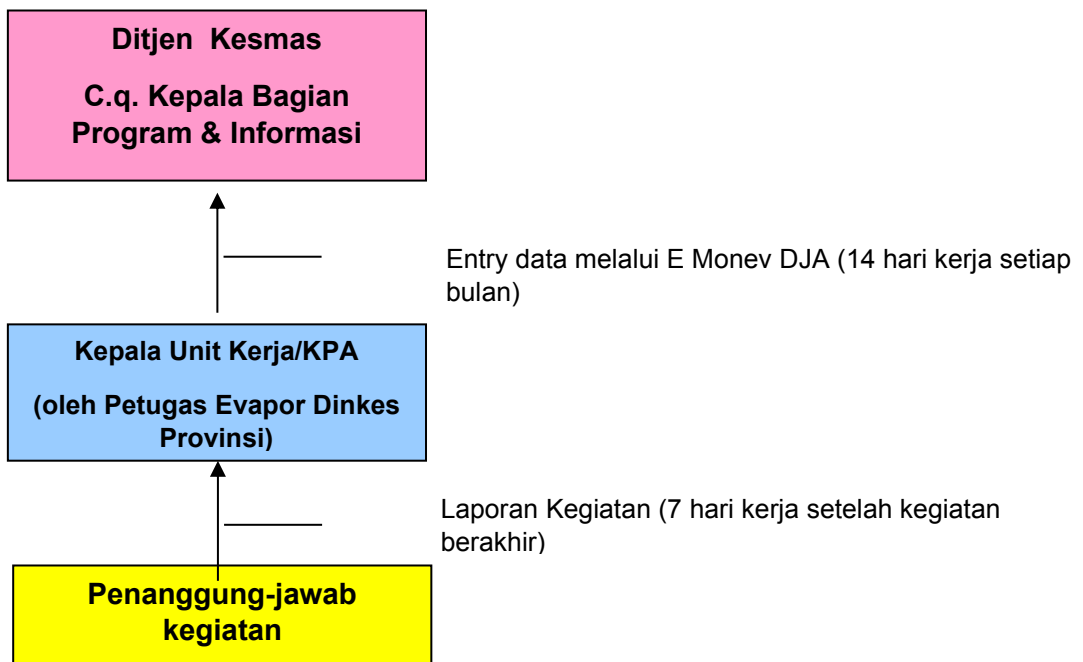 Ditjen Kesmas
C.q. Kepala Bagian
Program & Informasi
Entry data melalui E Monev DJA (14 hari kerja setiap
bulan)
Kepala Unit Kerja/KPA
(oleh Petugas Evapor Dinkes
Provinsi)
Laporan Kegiatan (7 hari kerja setelah kegiatan
berakhir)
Penanggung-jawab
kegiatan